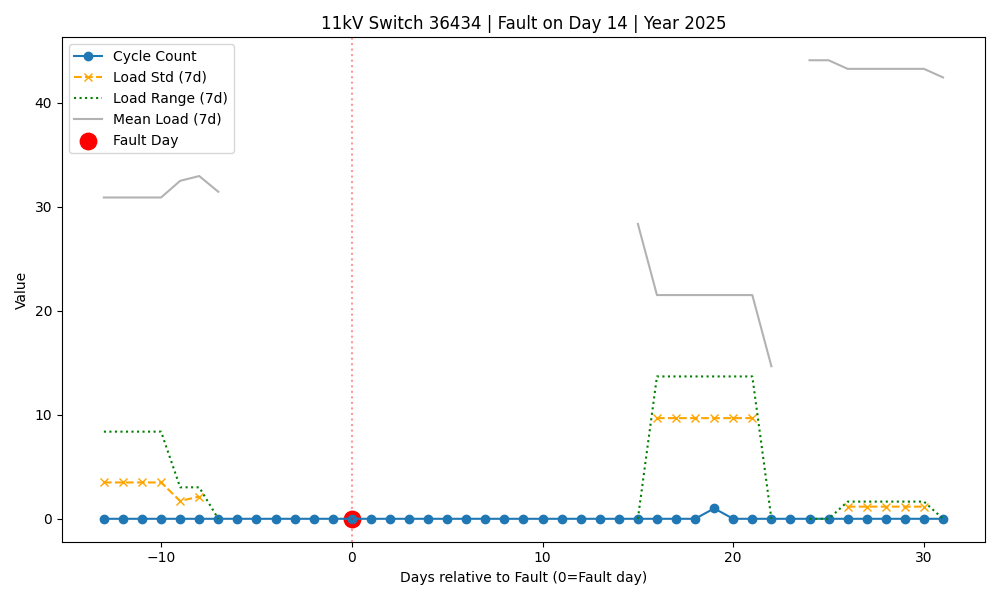 11kV Switch 36434 | Fault on Day 14 | Year 2025
Cycle Count
Load Std (7d)
Load Range (7d)
Mean Load (7d)
Fault Day
40
30
20
10
0
Value
−10
0
10
20
30
Days relative to Fault (0=Fault day)